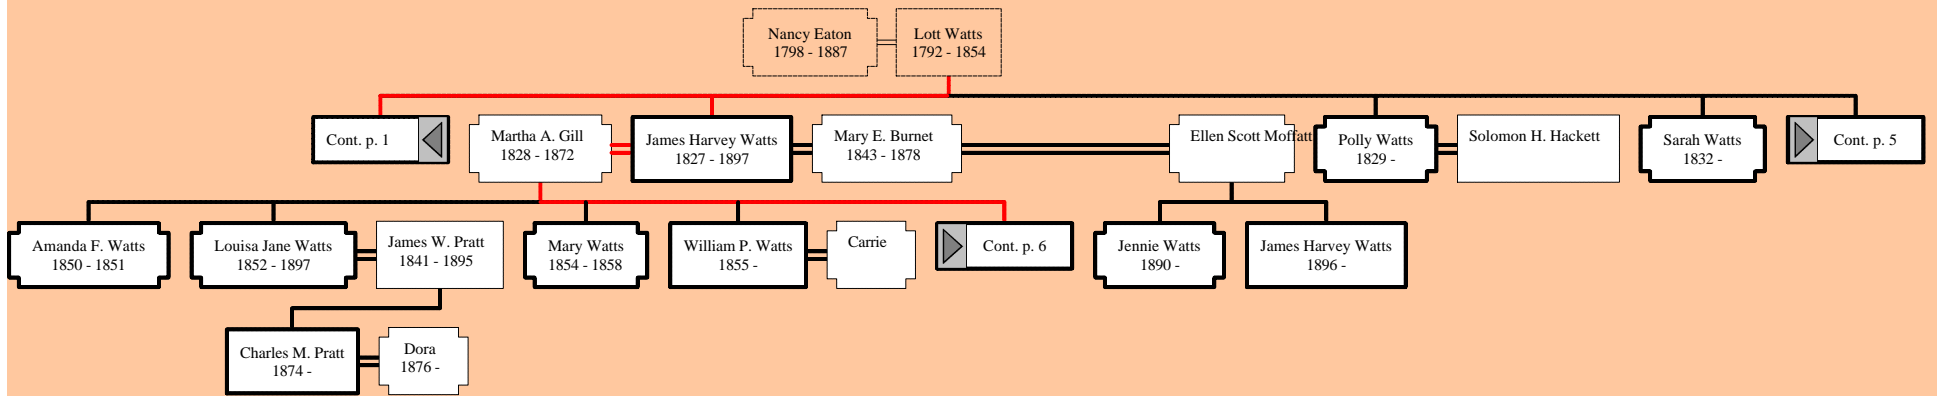 Nancy Eaton
1798 - 1887
Lott Watts
1792 - 1854
Cont. p. 1
Martha A. Gill
1828 - 1872
James Harvey Watts
1827 - 1897
Mary E. Burnet
1843 - 1878
Ellen Scott Moffatt
Polly Watts
1829 -
Solomon H. Hackett
Sarah Watts
1832 -
Cont. p. 5
Amanda F. Watts
1850 - 1851
Louisa Jane Watts
1852 - 1897
James W. Pratt
1841 - 1895
Mary Watts
1854 - 1858
William P. Watts
1855 -
Carrie
Cont. p. 6
Jennie Watts
1890 -
James Harvey Watts
1896 -
Charles M. Pratt
1874 -
Dora
1876 -